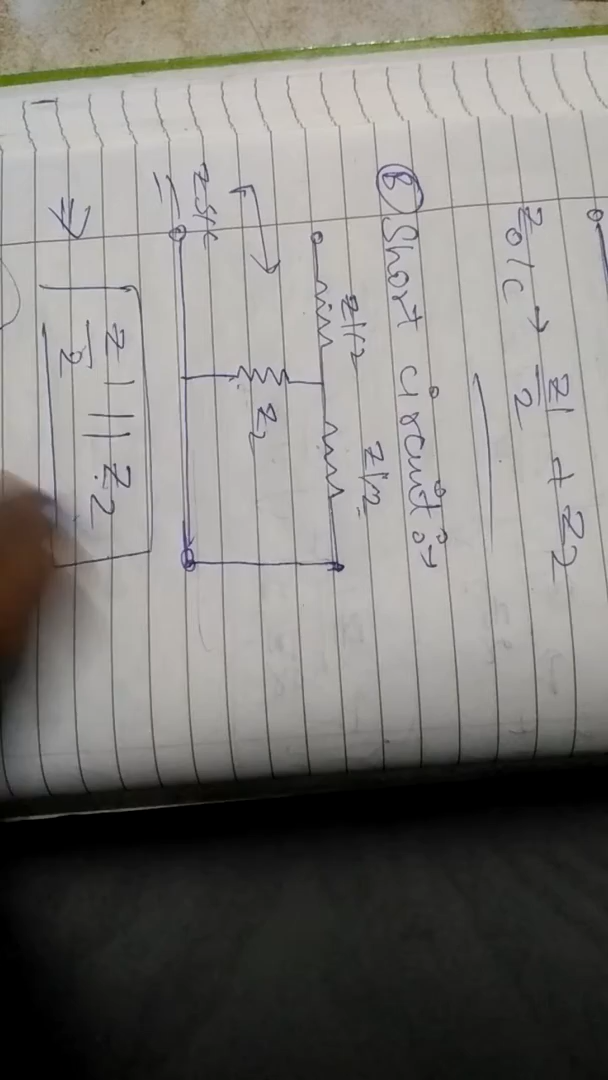 Zo/c → Z1/2 + Z2
(B) Short circuit :→
Z1/2 Z1/2
Z2
Zs/c
⇒ Z1/2 || Z2